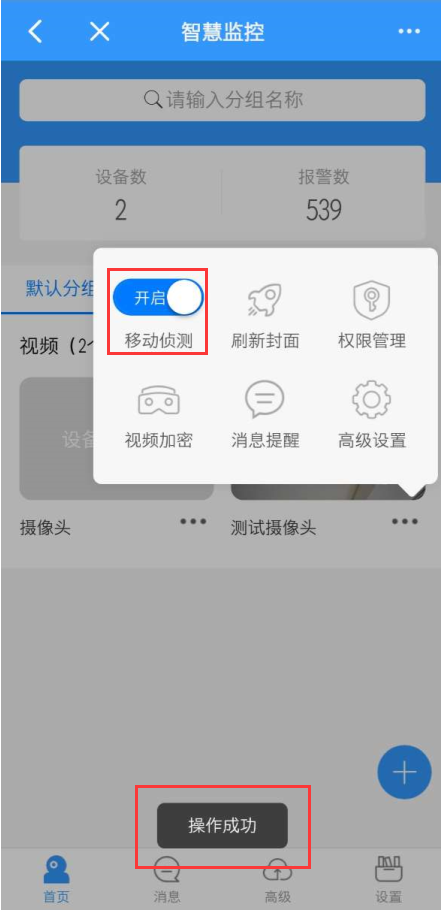 智慧监控
请输入分组名称
设备数
报警数
2
539
默认分组
开启
移动侦测
刷新封面
权限管理
视频（2个
视频加密
消息提醒
高级设置
设备
摄像头
测试摄像头
操作成功
首页
消息
高级
设置